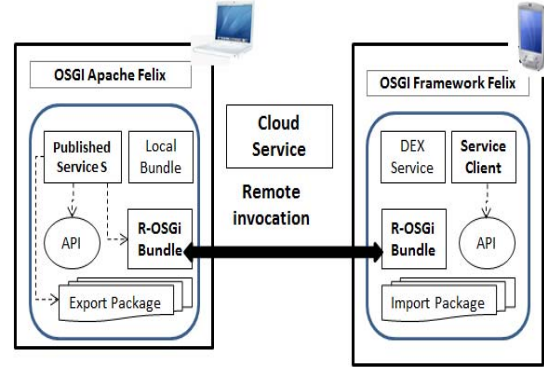 OSGI Apache Felix
Published
Service S
Local
Bundle
API
R-OSGi
Bundle
Export Package
Cloud
Service
Remote
invocation
OSGI Framework Felix
DEX
Service
Service
Client
R-OSGi
Bundle
API
Import Package